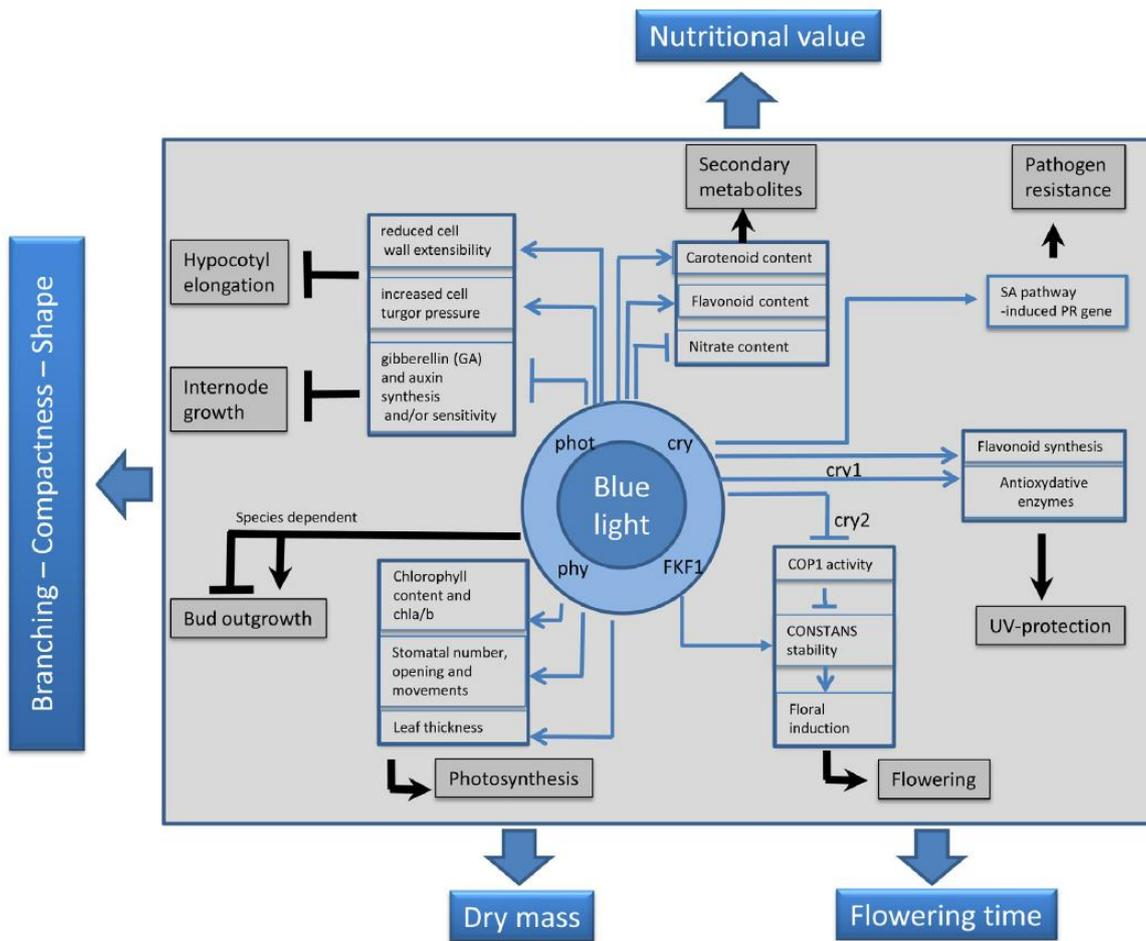 Nutritional value
Secondary
metabolites
Pathogen
resistance
reduced cell
wall extensibility
Hypocotyl
elongation
Carotenoid content
increased cell
turgor pressure
Flavonoid content
SA pathway
-induced PR gene
Nitrate content
gibberellin (GA)
and auxin
synthesis
and/or sensitivity
Internode
growth
Branching – Compactness – Shape
phot
cry
Flavonoid synthesis
cry1
Antioxydative
enzymes
Blue
light
Species dependent
cry2
phy
FKF1
COP1 activity
Chlorophyll
content and
chla/b
Bud outgrowth
CONSTANS
stability
UV-protection
Stomatal number,
opening and
movements
Floral
induction
Leaf thickness
Photosynthesis
Flowering
Dry mass
Flowering time